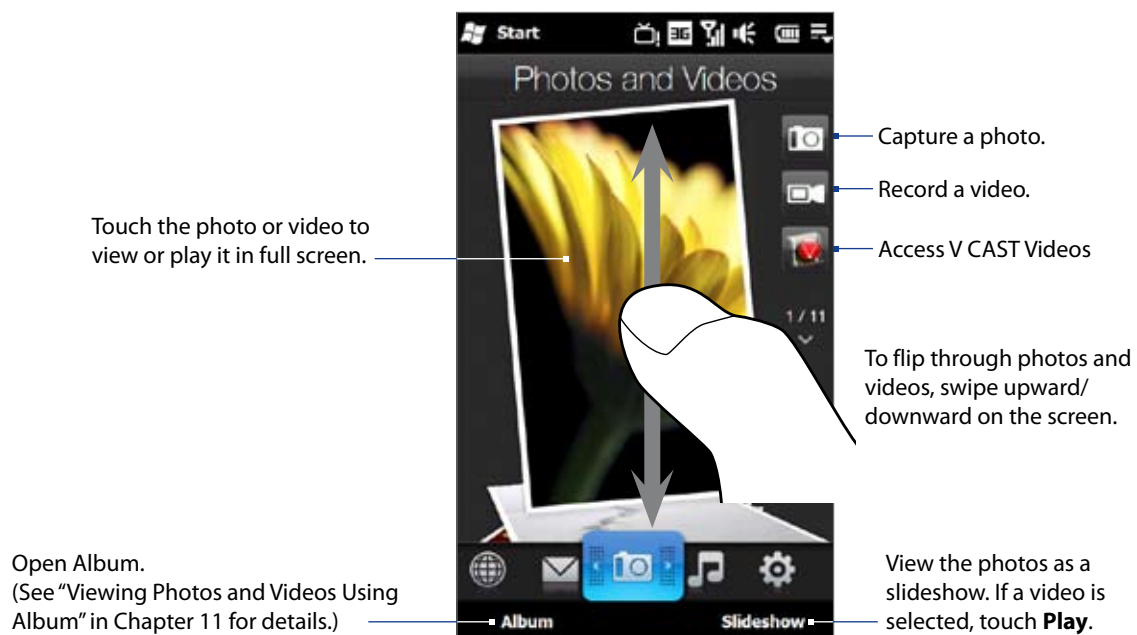 Start
3G
Photos and Videos
Capture a photo.
Record a video.
Touch the photo or video to
view or play it in full screen.
Access V CAST Videos
1 / 11
To flip through photos and
videos, swipe upward/
downward on the screen.
Open Album.
(See “Viewing Photos and Videos Using
Album” in Chapter 11 for details.)
Album
Slideshow
View the photos as a
slideshow. If a video is
selected, touch Play.